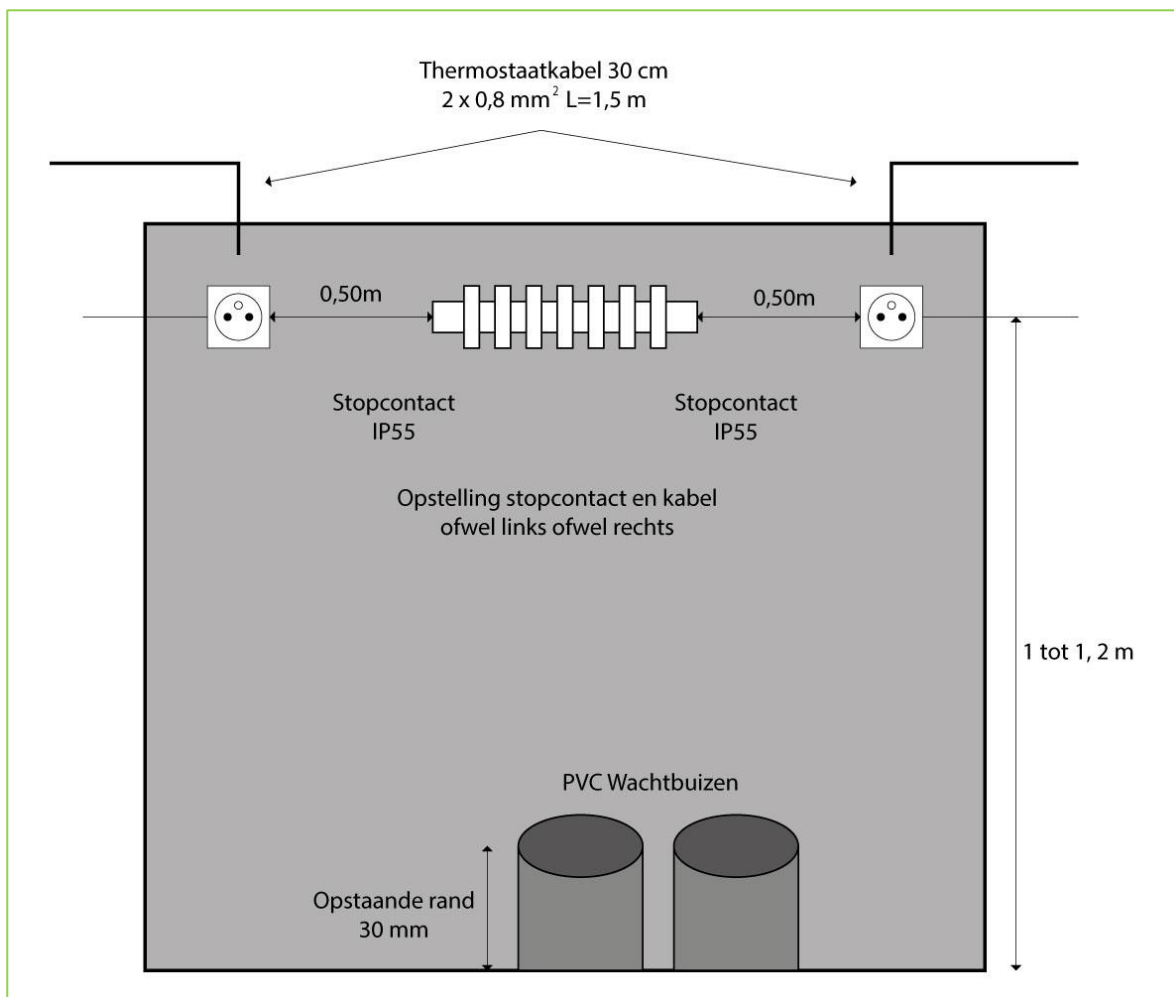 Thermostaatkabel 30 cm
2 x 0,8 mm² L=1,5 m
0,50m
0,50m
Stopcontact
IP55
Stopcontact
IP55
Opstelling stopcontact en kabel
ofwel links ofwel rechts
1 tot 1, 2 m
PVC Wachtbuizen
Opstaande rand
30 mm